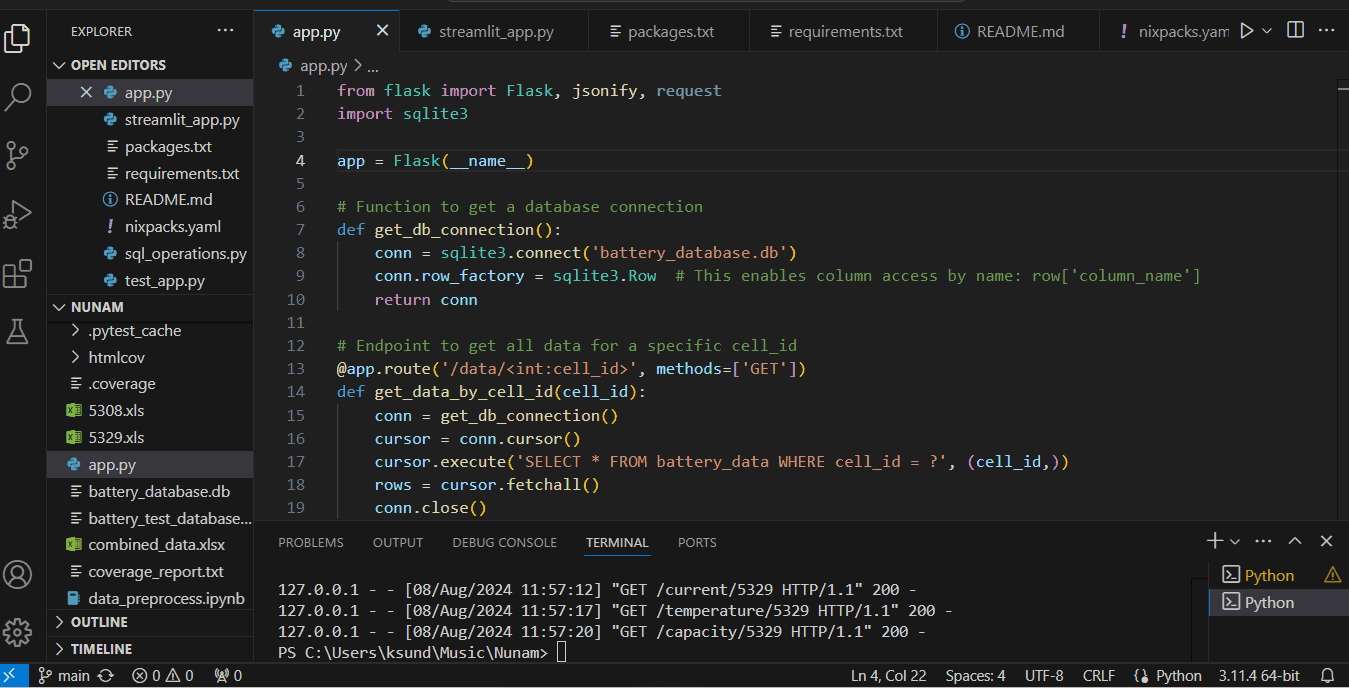 EXPLORER
OPEN EDITORS
app.py
streamlit_app.py
packages.txt
requirements.txt
README.md
nixpacks.yaml
sql_operations.py
test_app.py
NUNAM
.pytest_cache
htmlcov
.coverage
5308.xls
5329.xls
app.py
battery_database.db
battery_test_database...
combined_data.xlsx
coverage_report.txt
data_preprocess.ipynb
OUTLINE
TIMELINE
app.py streamlit_app.py packages.txt requirements.txt README.md nixpacks.yam
app.py > ...
1 from flask import Flask, jsonify, request
2 import sqlite3
3
4 app = Flask(__name__)
5
6 # Function to get a database connection
7 def get_db_connection():
8 conn = sqlite3.connect('battery_database.db')
9 conn.row_factory = sqlite3.Row # This enables column access by name: row['column_name']
10 return conn
11
12 # Endpoint to get all data for a specific cell_id
13 @app.route('/data/<int:cell_id>', methods=['GET'])
14 def get_data_by_cell_id(cell_id):
15 conn = get_db_connection()
16 cursor = conn.cursor()
17 cursor.execute('SELECT * FROM battery_data WHERE cell_id = ?', (cell_id,))
18 rows = cursor.fetchall()
19 conn.close()
PROBLEMS OUTPUT DEBUG CONSOLE TERMINAL PORTS
127.0.0.1 - - [08/Aug/2024 11:57:12] "GET /current/5329 HTTP/1.1" 200 -
127.0.0.1 - - [08/Aug/2024 11:57:17] "GET /temperature/5329 HTTP/1.1" 200 -
127.0.0.1 - - [08/Aug/2024 11:57:20] "GET /capacity/5329 HTTP/1.1" 200 -
PS C:\Users\ksund\Music\Nunam>
Python
Python
main 0 0 0 Ln 4, Col 22 Spaces: 4 UTF-8 CRLF Python 3.11.4 64-bit